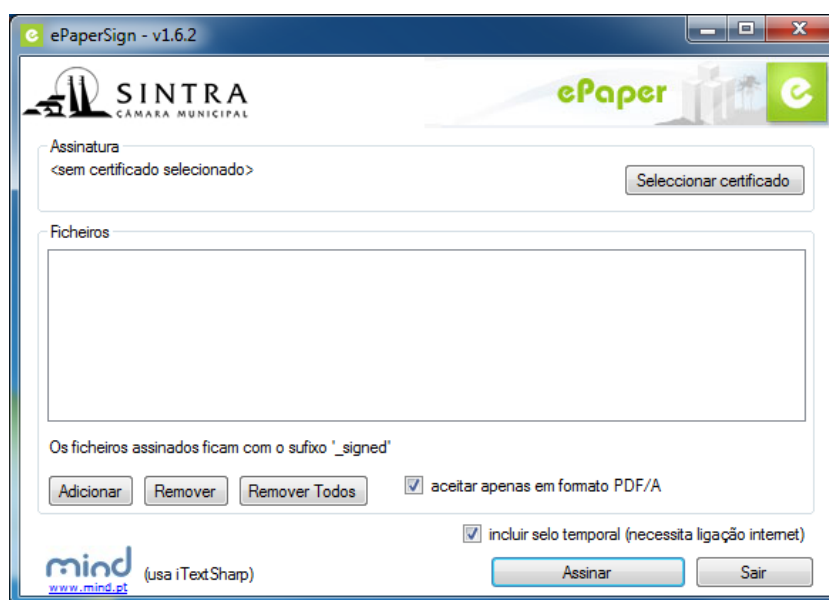 ePaperSign - v1.6.2
SINTRA
CÂMARA MUNICIPAL
ePaper
Assinatura
<sem certificado selecionado>
Seleccionar certificado
Ficheiros
Os ficheiros assinados ficam com o sufixo '_signed'
Adicionar
Remover
Remover Todos
aceitar apenas em formato PDF/A
incluir selo temporal (necessita ligação internet)
mind
www.mind.pt
(usa iTextSharp)
Assinar
Sair